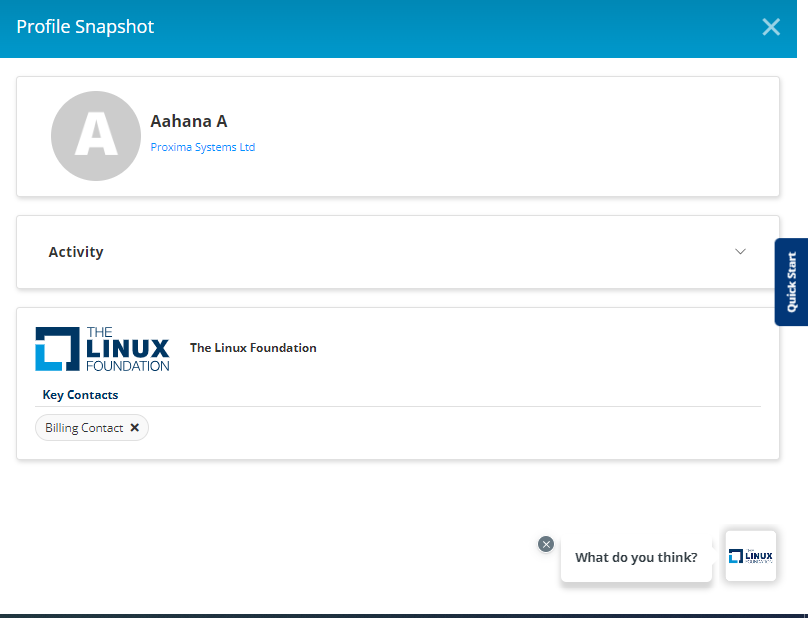 Profile Snapshot
A
Aahana A
Proxima Systems Ltd
Activity
Quick Start
THE
LINUX
FOUNDATION
The Linux Foundation
Key Contacts
Billing Contact
What do you think?
THE
LINUX
FOUNDATION